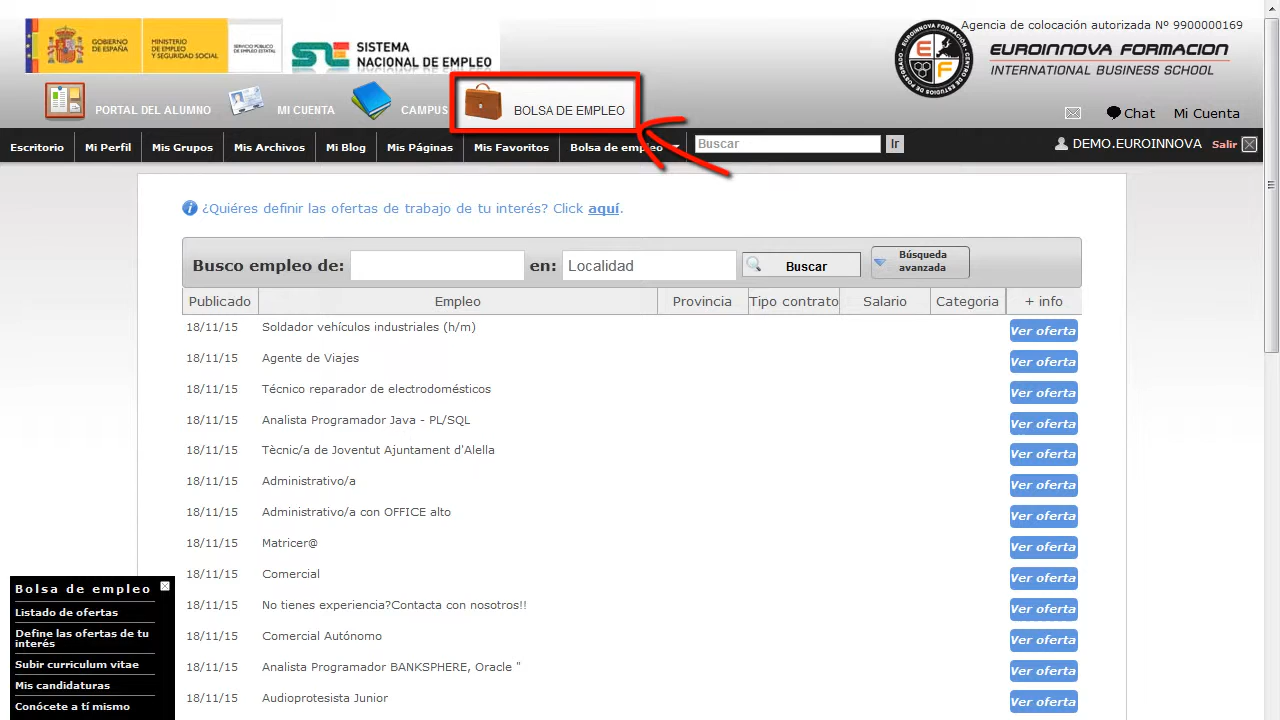 GOBIERNO
DE ESPAÑA
MINISTERIO
DE EMPLEO
Y SEGURIDAD SOCIAL
SERVICIO PÚBLICO
DE EMPLEO ESTATAL
SISTEMA
NACIONAL DE EMPLEO
Agencia de colocación autorizada Nº 9900000169
EUROINNOVA FORMACION
INTERNATIONAL BUSINESS SCHOOL
EUROINNOVA FORMACIÓN
CENTRO DE ESTUDIOS DE POSTGRADO
E
F
PORTAL DEL ALUMNO
MI CUENTA
CAMPUS
BOLSA DE EMPLEO
Chat
Mi Cuenta
Escritorio
Mi Perfil
Mis Grupos
Mis Archivos
Mi Blog
Mis Páginas
Mis Favoritos
Bolsa de empleo
Buscar
Ir
DEMO.EUROINNOVA
Salir
¿Quiéres definir las ofertas de trabajo de tu interés? Click aquí.
Busco empleo de:
en:
Localidad
Buscar
Búsqueda
avanzada
Publicado Empleo Provincia Tipo contrato Salario Categoria + info
18/11/15 Soldador vehículos industriales (h/m) Ver oferta
18/11/15 Agente de Viajes Ver oferta
18/11/15 Técnico reparador de electrodomésticos Ver oferta
18/11/15 Analista Programador Java - PL/SQL Ver oferta
18/11/15 Tècnic/a de Joventut Ajuntament d'Alella Ver oferta
18/11/15 Administrativo/a Ver oferta
18/11/15 Administrativo/a con OFFICE alto Ver oferta
18/11/15 Matricer@ Ver oferta
18/11/15 Comercial Ver oferta
18/11/15 No tienes experiencia?Contacta con nosotros!! Ver oferta
18/11/15 Comercial Autónomo Ver oferta
18/11/15 Analista Programador BANKSPHERE, Oracle " Ver oferta
18/11/15 Audioprotesista Junior Ver oferta
Bolsa de empleo
Listado de ofertas
Define las ofertas de tu
interés
Subir curriculum vitae
Mis candidaturas
Conócete a tí mismo